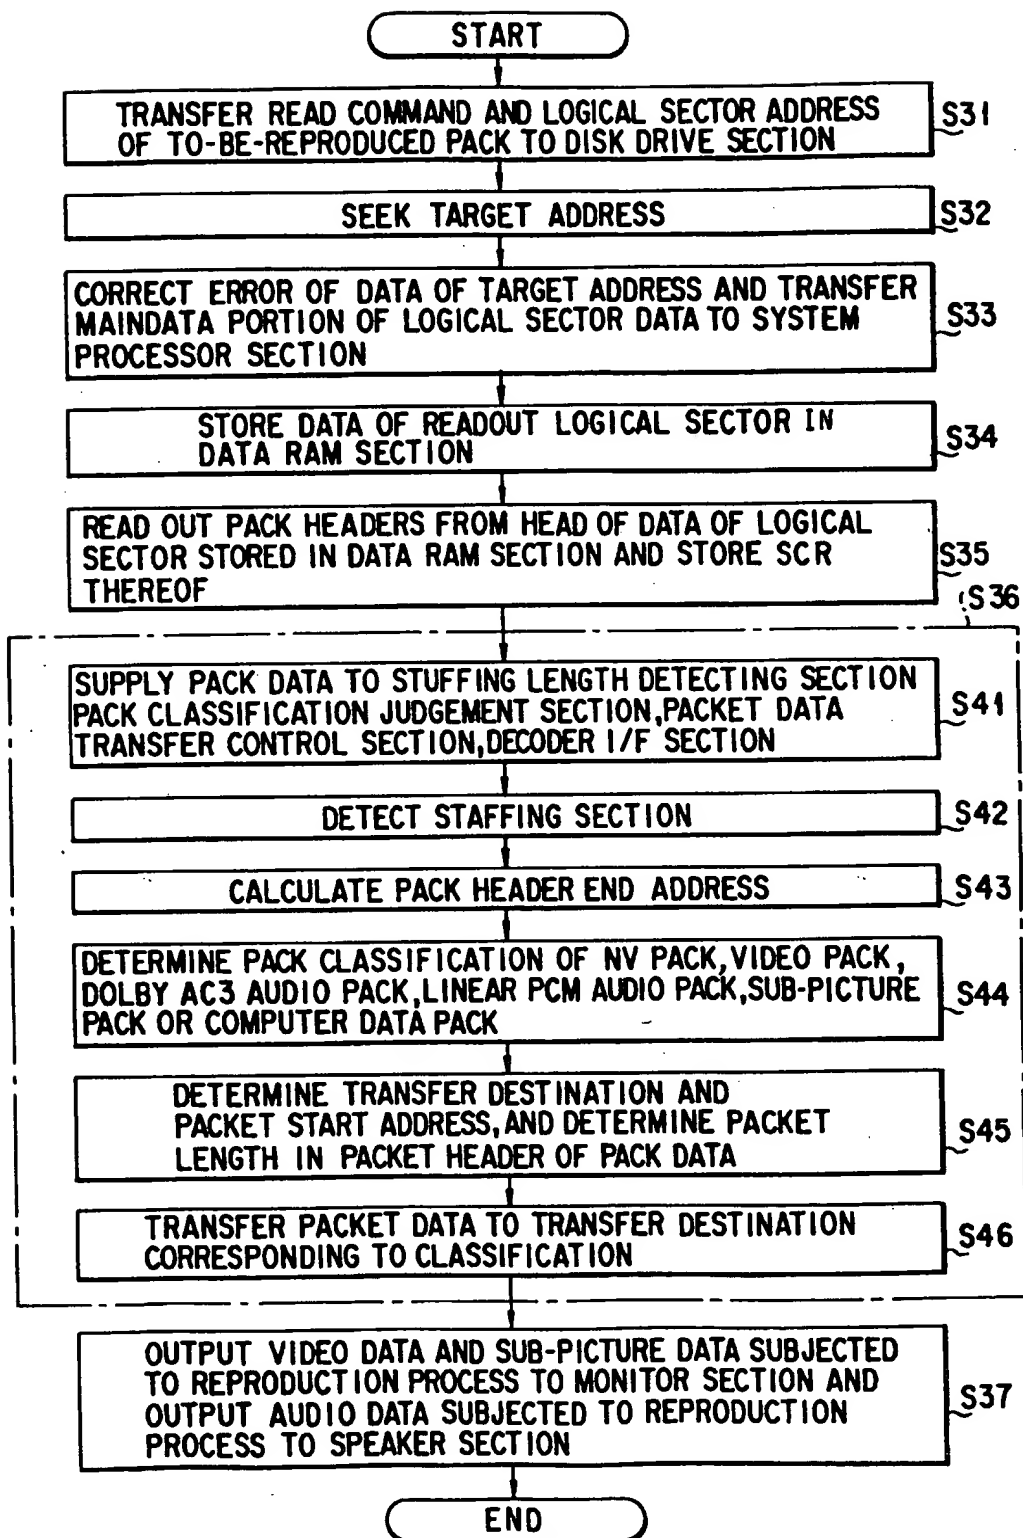 START
TRANSFER READ COMMAND AND LOGICAL SECTOR ADDRESS
OF TO-BE-REPRODUCED PACK TO DISK DRIVE SECTION
S31
SEEK TARGET ADDRESS
S32
CORRECT ERROR OF DATA OF TARGET ADDRESS AND TRANSFER
MAINDATA PORTION OF LOGICAL SECTOR DATA TO SYSTEM
PROCESSOR SECTION
S33
STORE DATA OF READOUT LOGICAL SECTOR IN
DATA RAM SECTION
S34
READ OUT PACK HEADERS FROM HEAD OF DATA OF LOGICAL
SECTOR STORED IN DATA RAM SECTION AND STORE SCR
THEREOF
S35
S36
SUPPLY PACK DATA TO STUFFING LENGTH DETECTING SECTION
PACK CLASSIFICATION JUDGEMENT SECTION,PACKET DATA
TRANSFER CONTROL SECTION,DECODER I/F SECTION
S41
DETECT STAFFING SECTION
S42
CALCULATE PACK HEADER END ADDRESS
S43
DETERMINE PACK CLASSIFICATION OF NV PACK,VIDEO PACK,
DOLBY AC3 AUDIO PACK,LINEAR PCM AUDIO PACK,SUB-PICTURE
PACK OR COMPUTER DATA PACK
S44
DETERMINE TRANSFER DESTINATION AND
PACKET START ADDRESS,AND DETERMINE PACKET
LENGTH IN PACKET HEADER OF PACK DATA
S45
TRANSFER PACKET DATA TO TRANSFER DESTINATION
CORRESPONDING TO CLASSIFICATION
S46
OUTPUT VIDEO DATA AND SUB-PICTURE DATA SUBJECTED
TO REPRODUCTION PROCESS TO MONITOR SECTION AND
OUTPUT AUDIO DATA SUBJECTED TO REPRODUCTION
PROCESS TO SPEAKER SECTION
S37
END